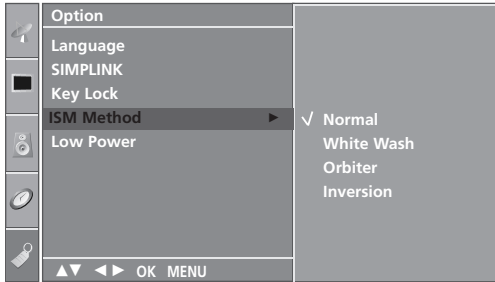 Option
Language
SIMPLINK
Key Lock
ISM Method ►
Low Power
√ Normal
White Wash
Orbiter
Inversion
▲▼ ◄► OK MENU